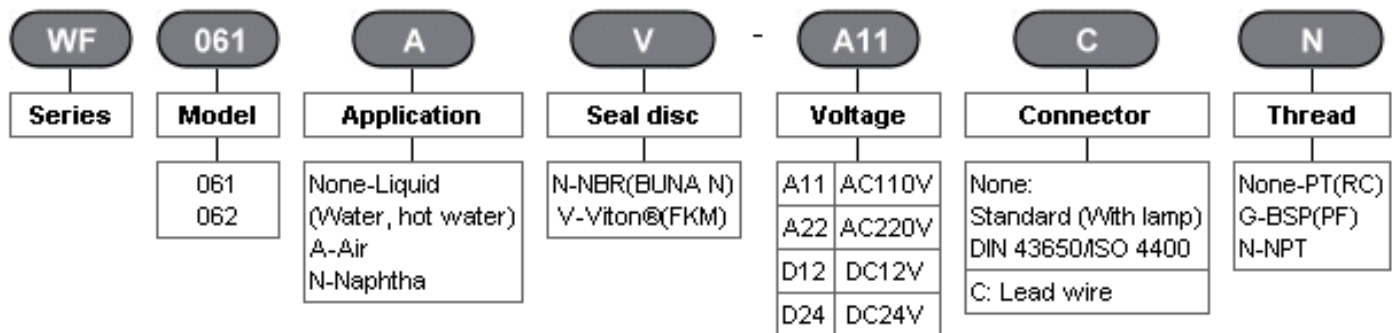 WF 061 A V - A11 C N
Series Model Application Seal disc Voltage Connector Thread
061
062
None-Liquid
(Water, hot water)
A-Air
N-Naphtha
N-NBR(BUNA N)
V-Viton®(FKM)
A11 AC110V
A22 AC220V
D12 DC12V
D24 DC24V
None:
Standard (With lamp)
DIN 43650/ISO 4400
C: Lead wire
None-PT(RC)
G-BSP(PF)
N-NPT